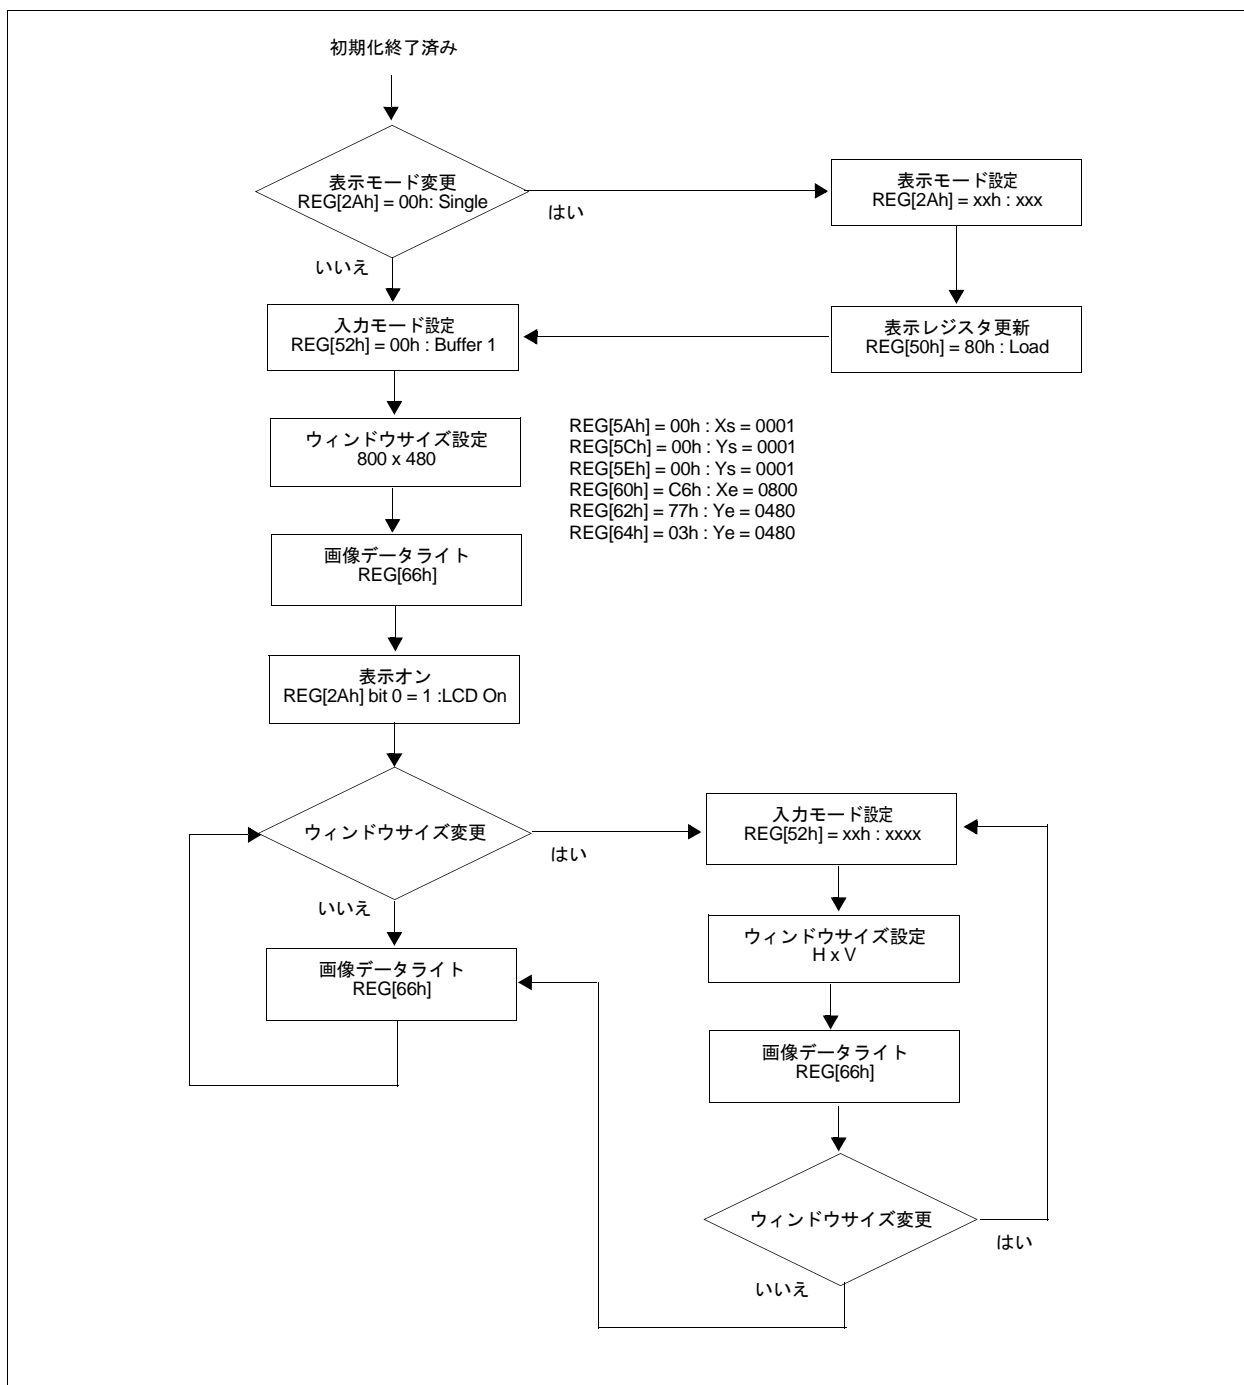 初期化終了済み
表示モード変更
REG[2Ah] = 00h: Single
はい
いいえ
表示モード設定
REG[2Ah] = xxh : xxx
表示レジスタ更新
REG[50h] = 80h : Load
入力モード設定
REG[52h] = 00h : Buffer 1
ウィンドウサイズ設定
800 x 480
REG[5Ah] = 00h : Xs = 0001
REG[5Ch] = 00h : Ys = 0001
REG[5Eh] = 00h : Ys = 0001
REG[60h] = C6h : Xe = 0800
REG[62h] = 77h : Ye = 0480
REG[64h] = 03h : Ye = 0480
画像データライト
REG[66h]
表示オン
REG[2Ah] bit 0 = 1 :LCD On
ウィンドウサイズ変更
はい
いいえ
画像データライト
REG[66h]
入力モード設定
REG[52h] = xxh : xxxx
ウィンドウサイズ設定
H x V
画像データライト
REG[66h]
ウィンドウサイズ変更
はい
いいえ